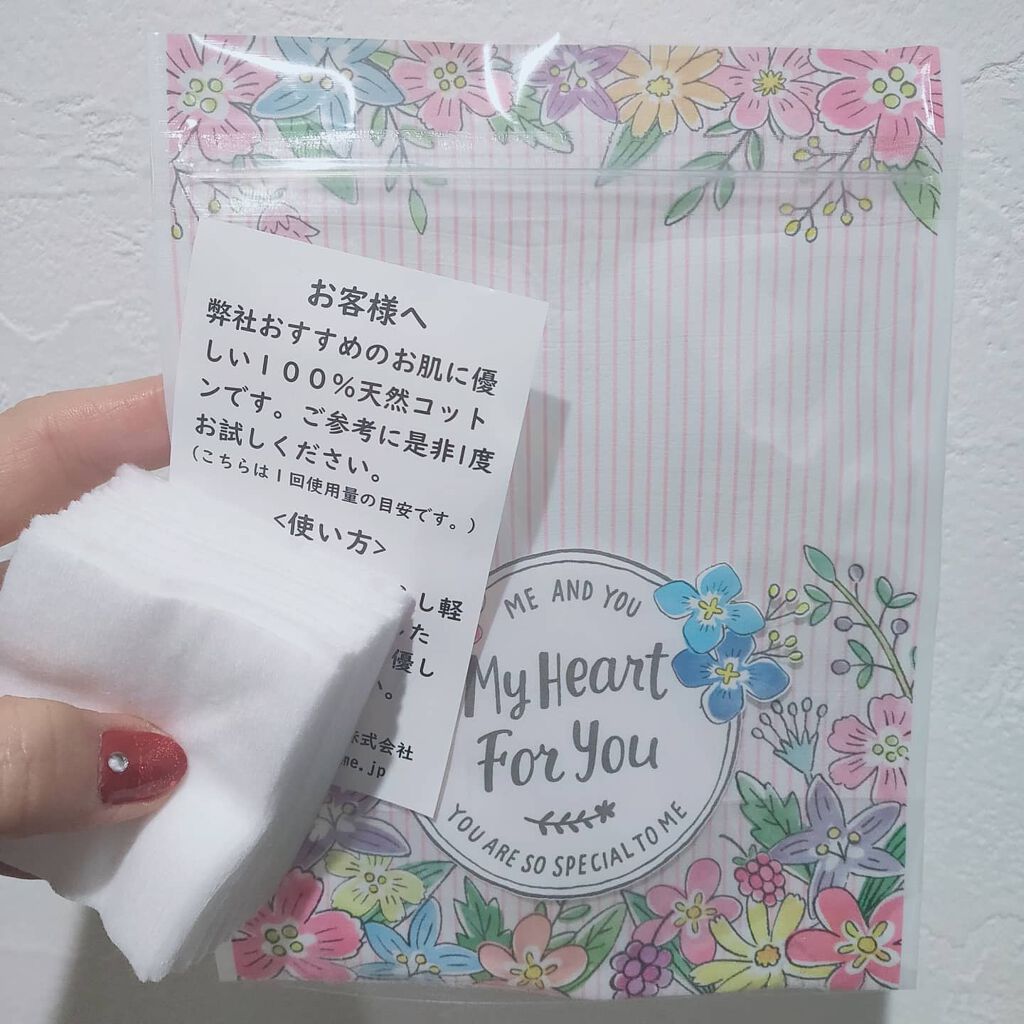 お客様へ
弊社おすすめのお肌に優
しい１００％天然コット
ンです。ご参考に是非1度
お試しください。
（こちらは１回使用量の目安です。）
<使い方>
し軽
した
優し
い。
株式会社
me.jp
ME AND YOU
My Heart
For You
YOU ARE SO SPECIAL TO ME